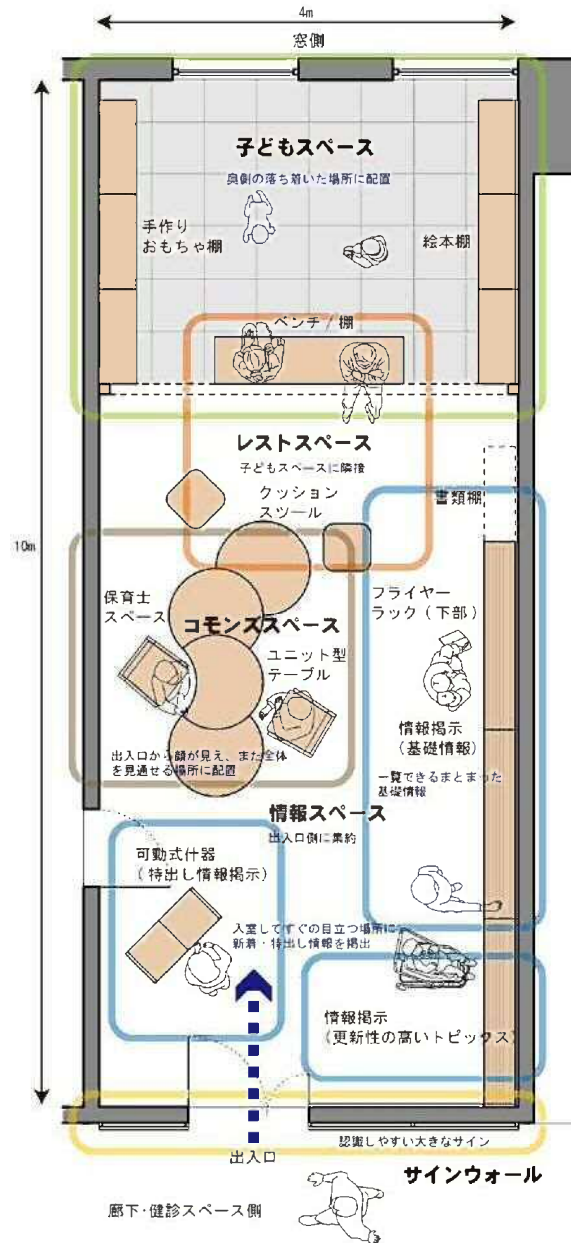 4m
窓側
子どもスペース
奥側の落ち着いた場所に配置
手作り
おもちゃ棚
絵本棚
ベンチ / 棚
レストスペース
子どもスペースに隣接
クッション
スツール
書類棚
10m
保育士
スペース
コモンズスペース
ユニット型
テーブル
フライヤー
ラック（下部）
出入口から顔が見え、また全体
を見通せる場所に配置
情報掲示
（基礎情報）
一覧できるまとまった
基礎情報
情報スペース
出入口側に集約
可動式什器
（特出し情報掲示）
入室してすぐの目立つ場所に
新着・特出し情報を掲出
情報掲示
（更新性の高いトピックス）
認識しやすい大きなサイン
出入口
サインウォール
廊下・健診スペース側